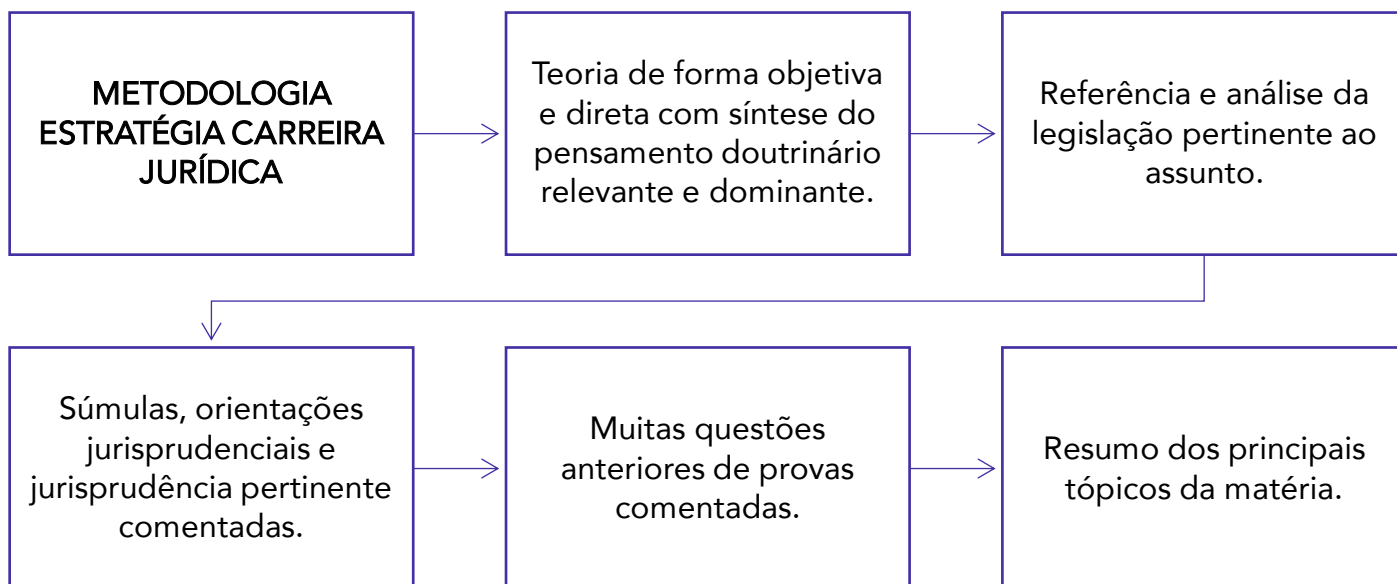 METODOLOGIA
ESTRATÉGIA CARREIRA
JURÍDICA
Teoria de forma objetiva
e direta com síntese do
pensamento doutrinário
relevante e dominante.
Referência e análise da
legislação pertinente ao
assunto.
Súmulas, orientações
jurisprudenciais e
jurisprudência pertinente
comentadas.
Muitas questões
anteriores de provas
comentadas.
Resumo dos principais
tópicos da matéria.